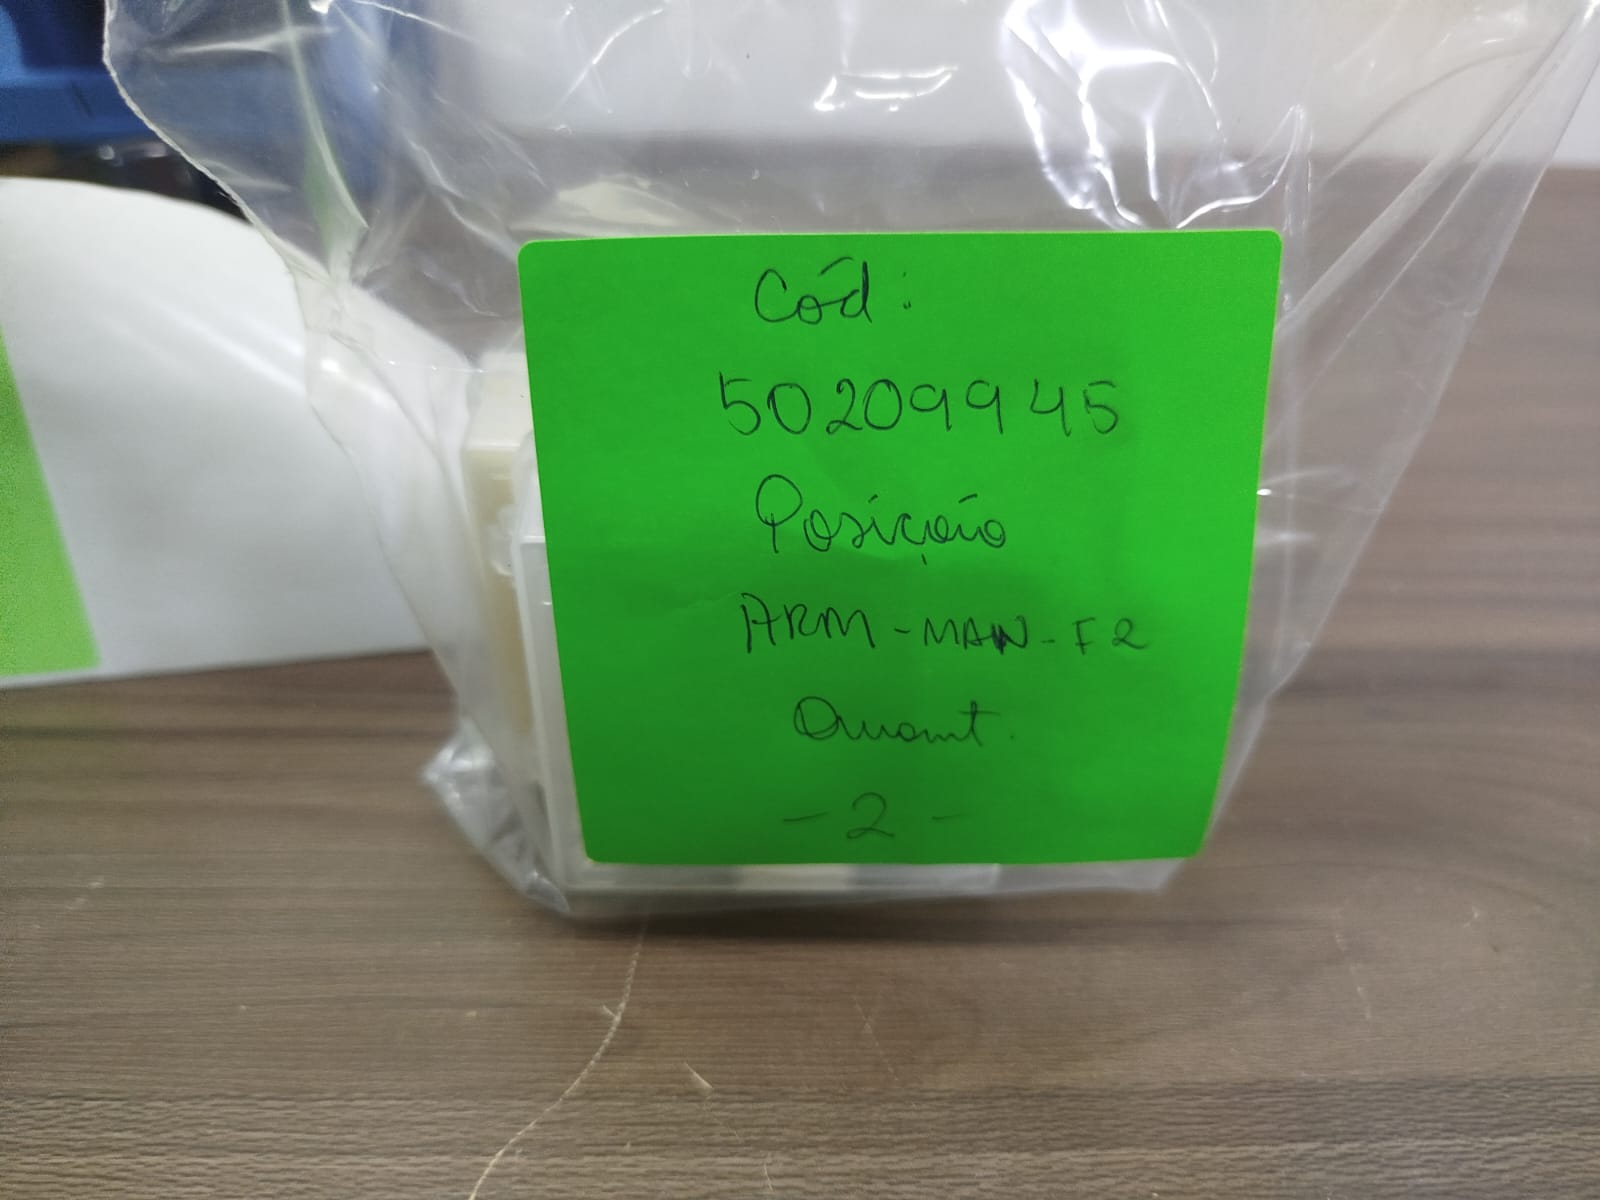 Cód:
50209945
Posição
ARM-MAN-F2
Quant.
-2-